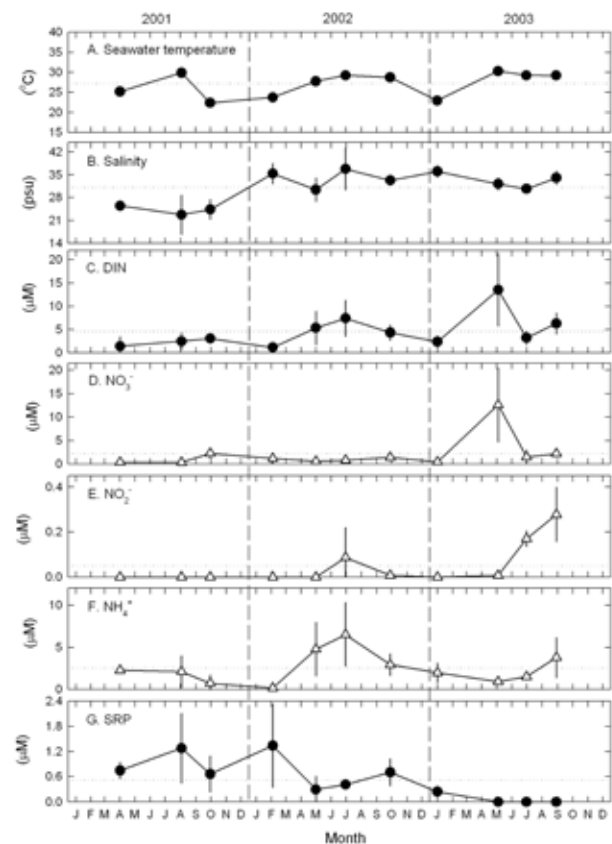 2001 2002 2003
A. Seawater temperature
(°C)
40
35
30
25
20
15
B. Salinity
(psu)
42
35
28
21
14
C. DIN
(μM)
20
15
10
5
0
D. NO₃⁻
(μM)
20
15
10
5
0
E. NO₂⁻
(μM)
0.4
0.2
0.0
F. NH₄⁺
(μM)
10
5
0
G. SRP
(μM)
2.4
1.8
1.2
0.6
0.0
J F M A M J J A S O N D J F M A M J J A S O N D J F M A M J J A S O N D
Month